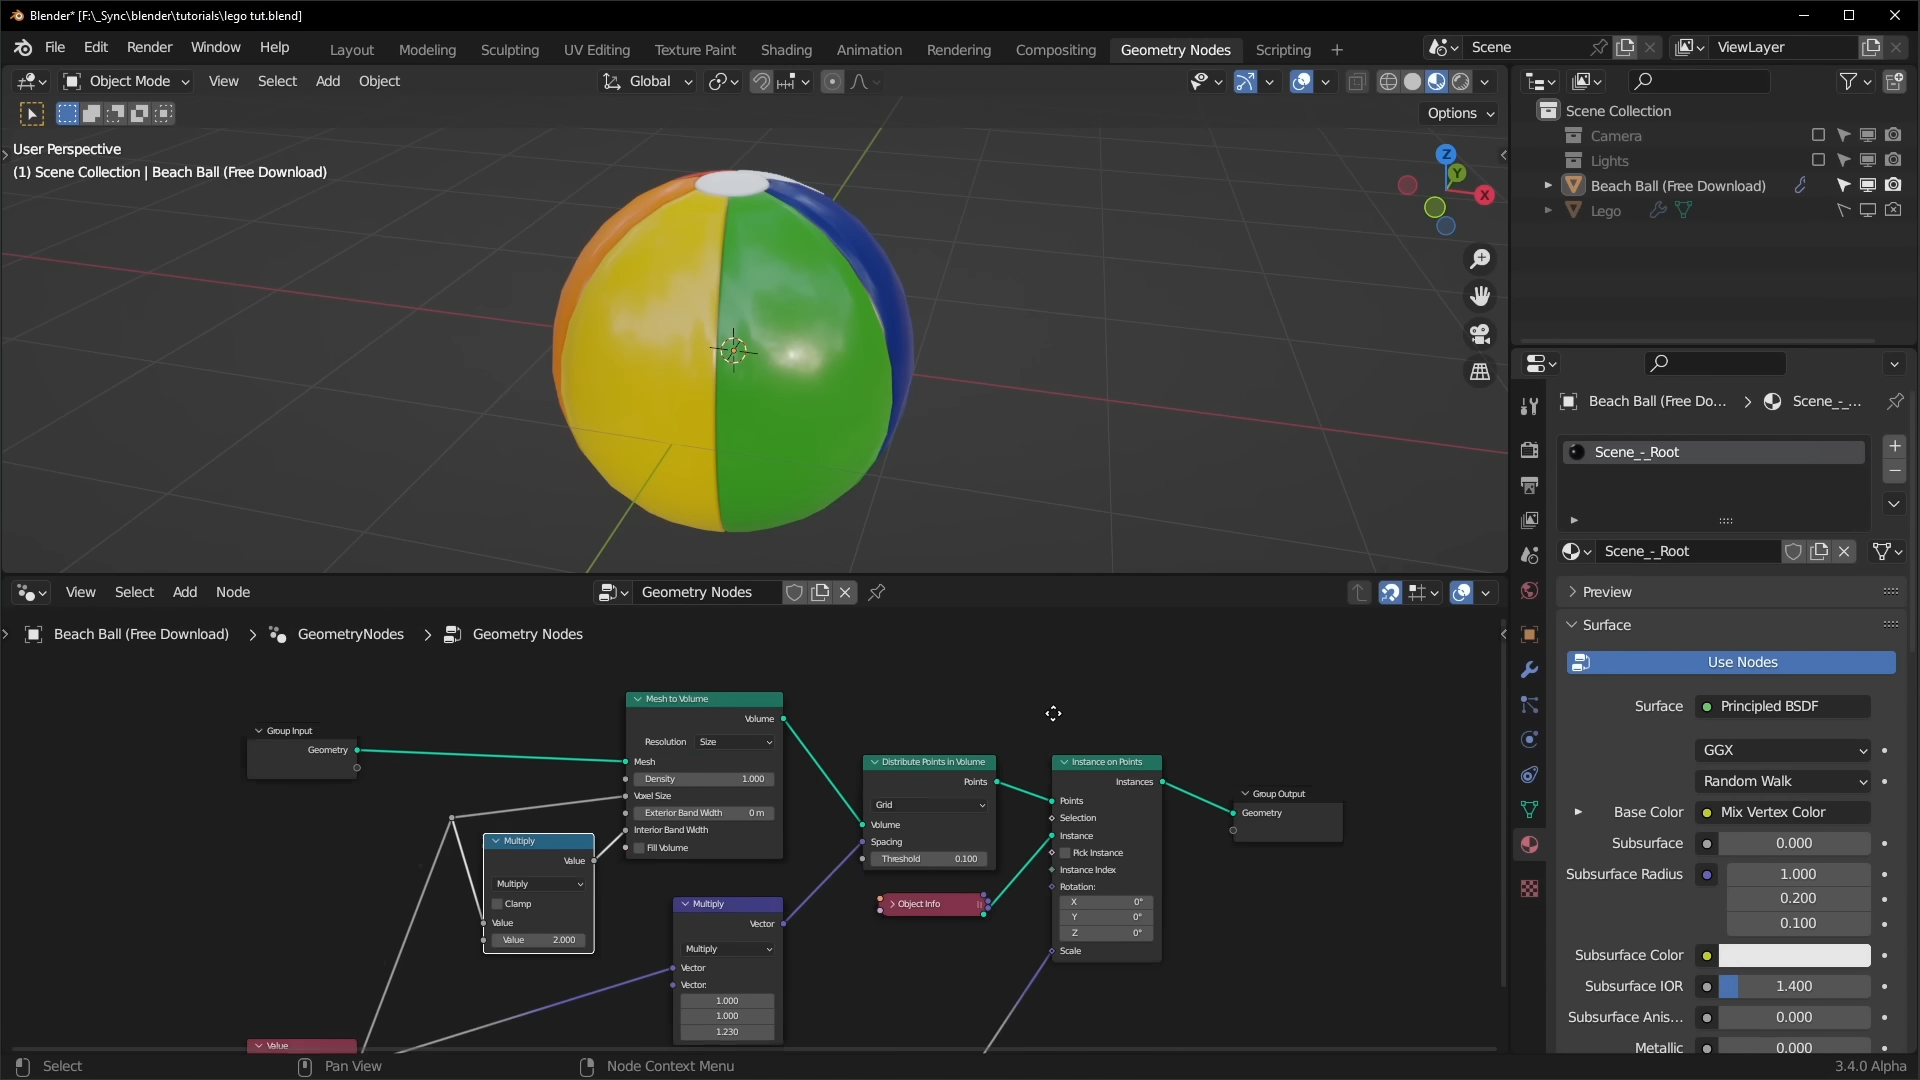 Blender* [F:\_Sync\blender\tutorials\lego tut.blend]
File Edit Render Window Help
Layout Modeling Sculpting UV Editing Texture Paint Shading Animation Rendering Compositing Geometry Nodes Scripting +
Scene
ViewLayer
Object Mode View Select Add Object
Global
Options
User Perspective
(1) Scene Collection | Beach Ball (Free Download)
Z
Y
X
Scene Collection
Camera
Lights
Beach Ball (Free Download)
Lego
Beach Ball (Free Do... > Scene_-_...
Scene_-_Root
Scene_-_Root
Preview
Surface
Use Nodes
Surface Principled BSDF
GGX
Random Walk
Base Color Mix Vertex Color
Subsurface 0.000
Subsurface Radius 1.000
0.200
0.100
Subsurface Color
Subsurface IOR 1.400
Subsurface Anis... 0.000
Metallic 0.000
View Select Add Node
Geometry Nodes
Beach Ball (Free Download) > GeometryNodes > Geometry Nodes
Group Input
Geometry
Mesh to Volume
Volume
Resolution Size
Mesh
Density 1.000
Voxel Size
Exterior Band Width 0 m
Interior Band Width
Fill Volume
Multiply
Value
Multiply
Clamp
Value
Value 2.000
Multiply
Vector
Multiply
Vector
Vector:
1.000
1.000
1.230
Value
Distribute Points in Volume
Points
Grid
Volume
Spacing
Threshold 0.100
Object Info
Instance on Points
Instances
Points
Selection
Instance
Pick Instance
Instance Index
Rotation:
X 0°
Y 0°
Z 0°
Scale
Group Output
Geometry
Select
Pan View
Node Context Menu
3.4.0 Alpha